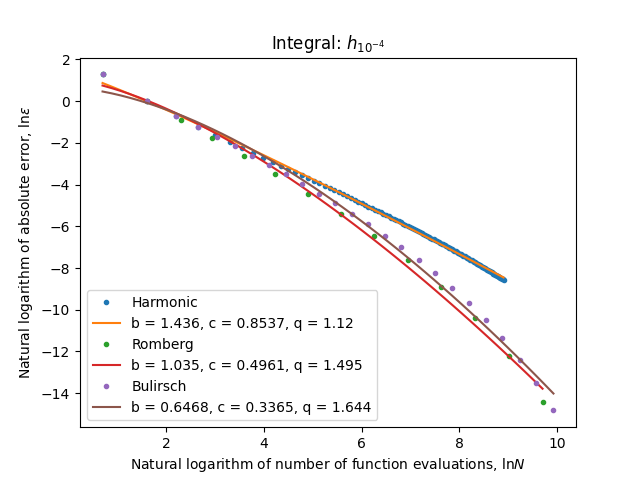 Integral: $h_{10^{-4}}$
Natural logarithm of absolute error, lnε
2
0
−2
−4
−6
−8
−10
−12
−14
Harmonic
b = 1.436, c = 0.8537, q = 1.12
Romberg
b = 1.035, c = 0.4961, q = 1.495
Bulirsch
b = 0.6468, c = 0.3365, q = 1.644
2 4 6 8 10
Natural logarithm of number of function evaluations, lnN